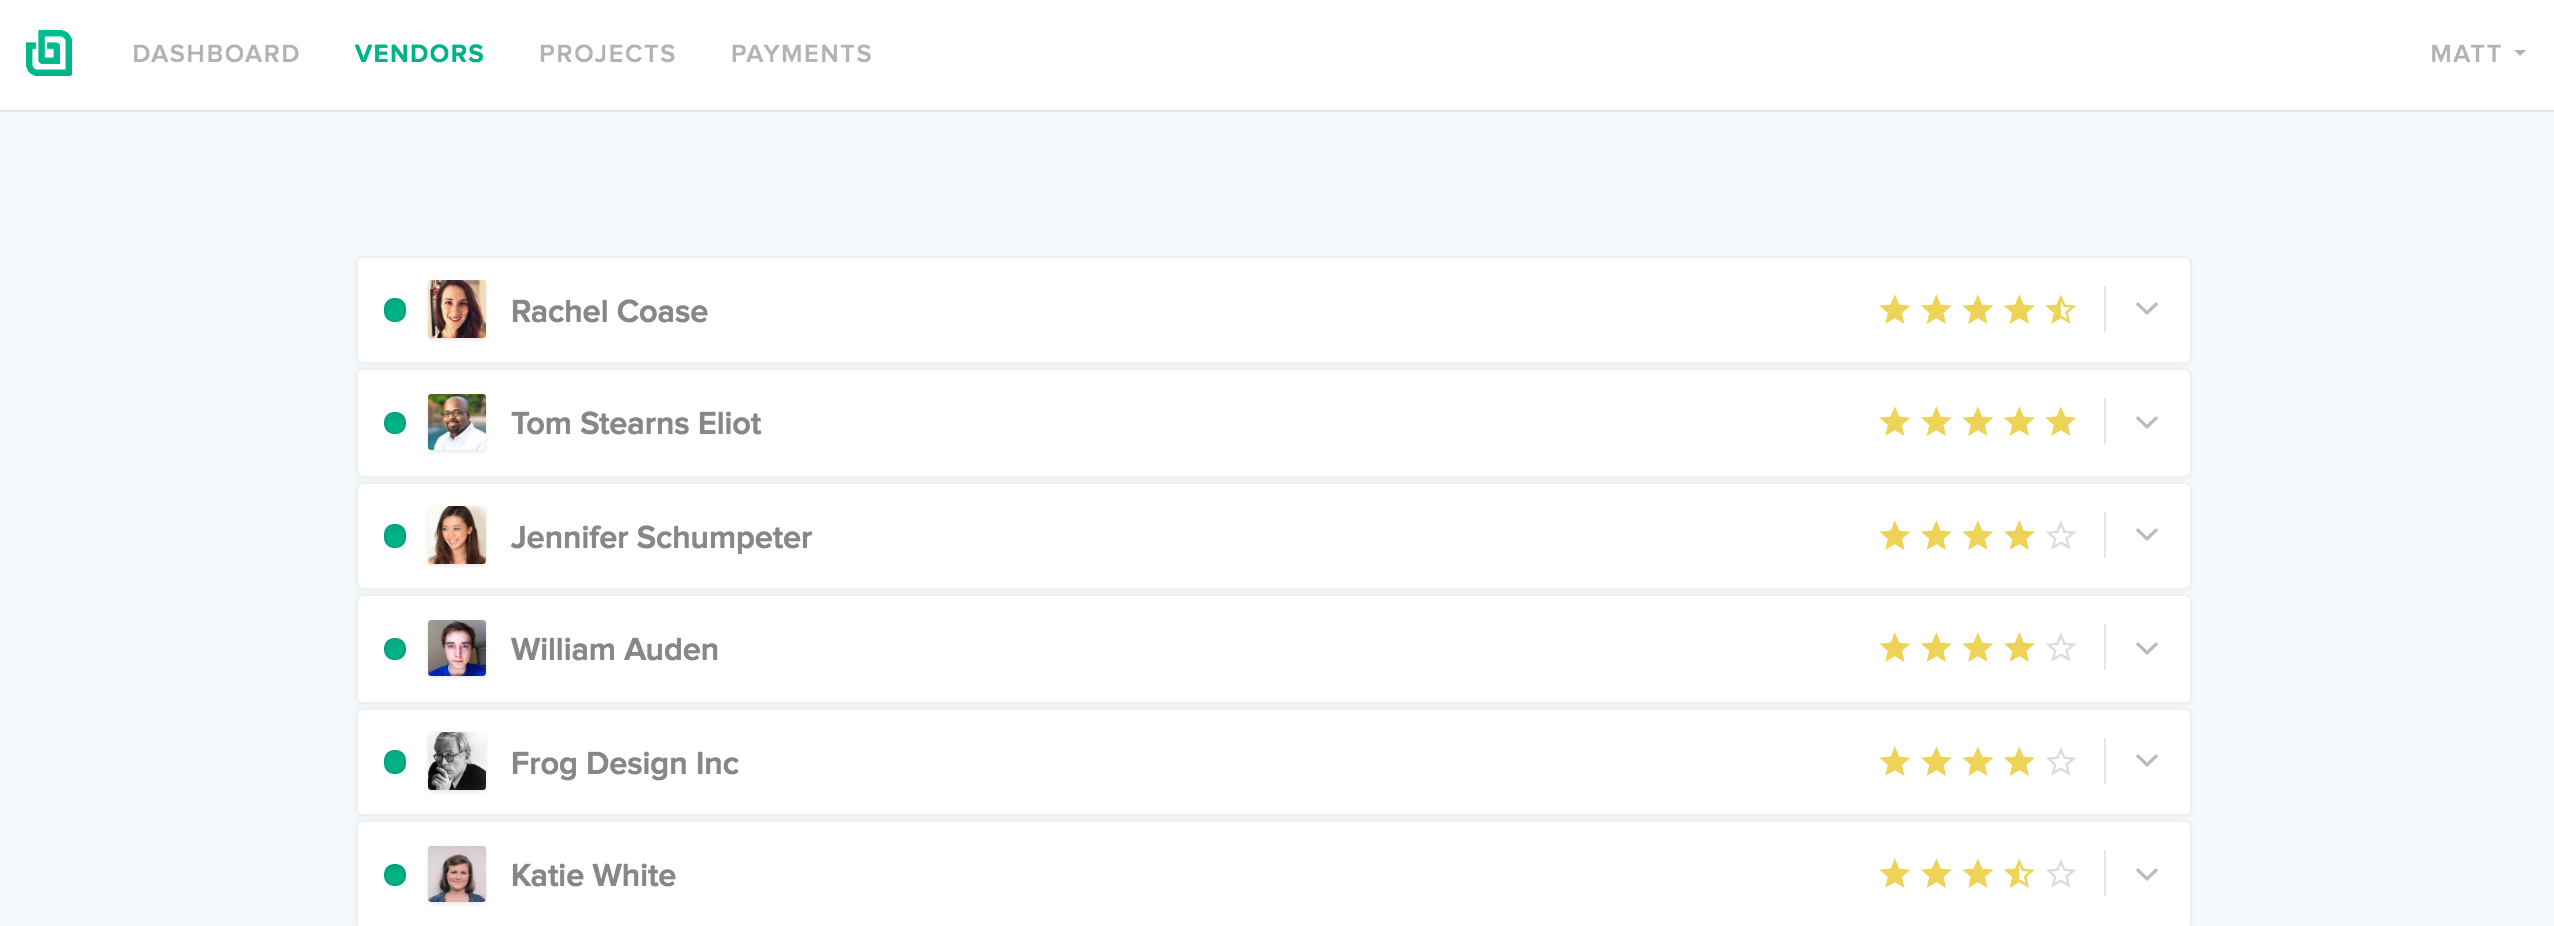 DASHBOARD VENDORS PROJECTS PAYMENTS MATT
Rachel Coase
Tom Stearns Eliot
Jennifer Schumpeter
William Auden
Frog Design Inc
Katie White